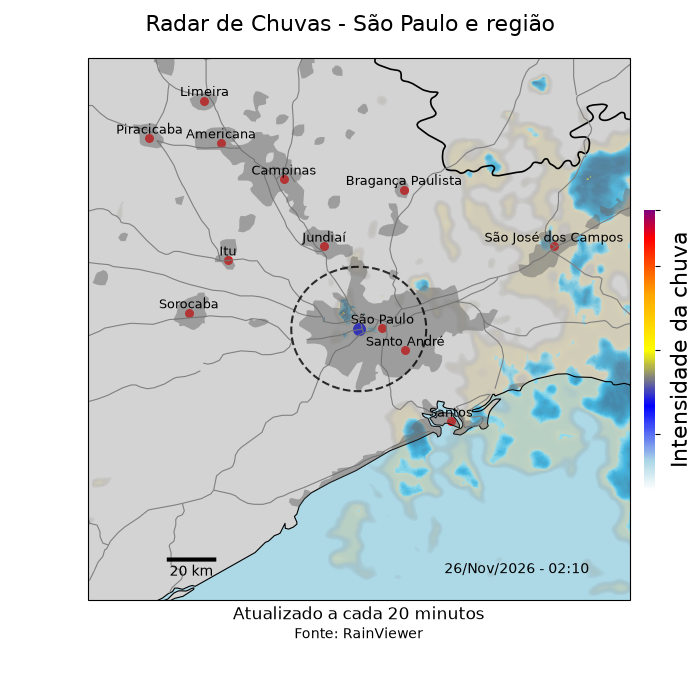 Radar de Chuvas - São Paulo e região
Limeira
Piracicaba
Americana
Campinas
Bragança Paulista
São José dos Campos
Jundiaí
Itu
Sorocaba
São Paulo
Santo André
Santos
Intensidade da chuva
20 km
26/Nov/2026 - 02:10
Atualizado a cada 20 minutos
Fonte: RainViewer